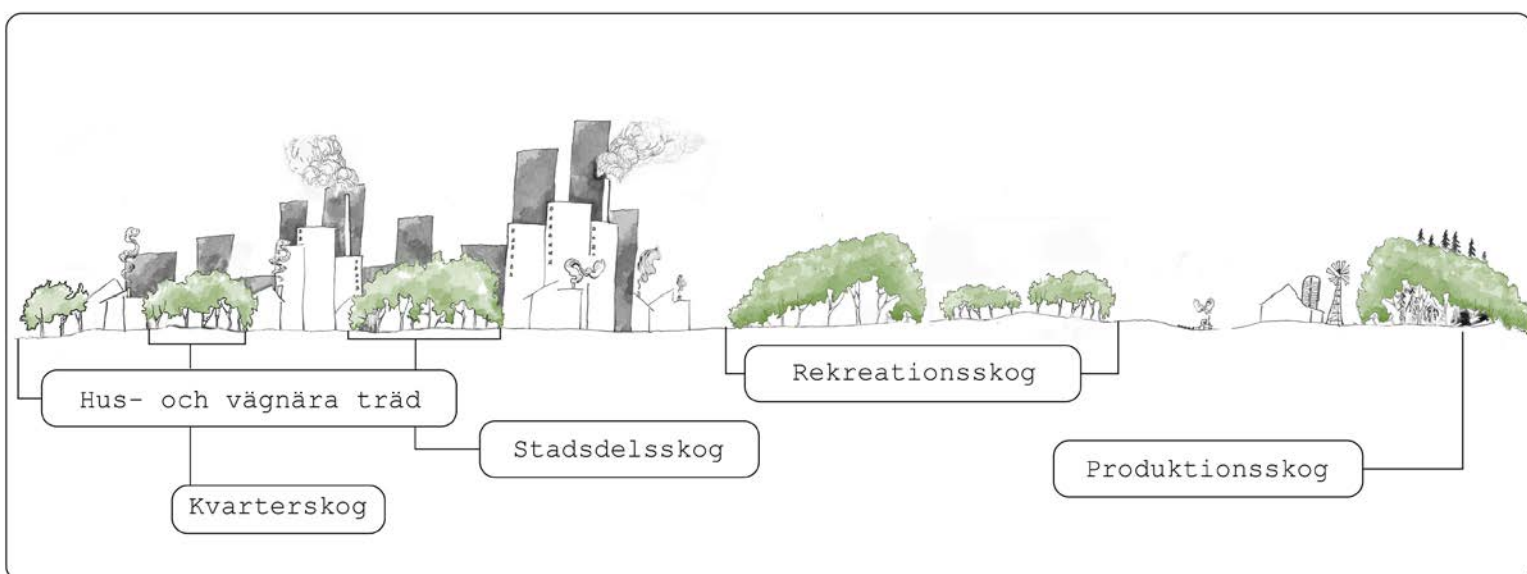 Hus- och vägnära träd
Rekreationsskog
Stadsdelsskog
Produktionsskog
Kvarterskog